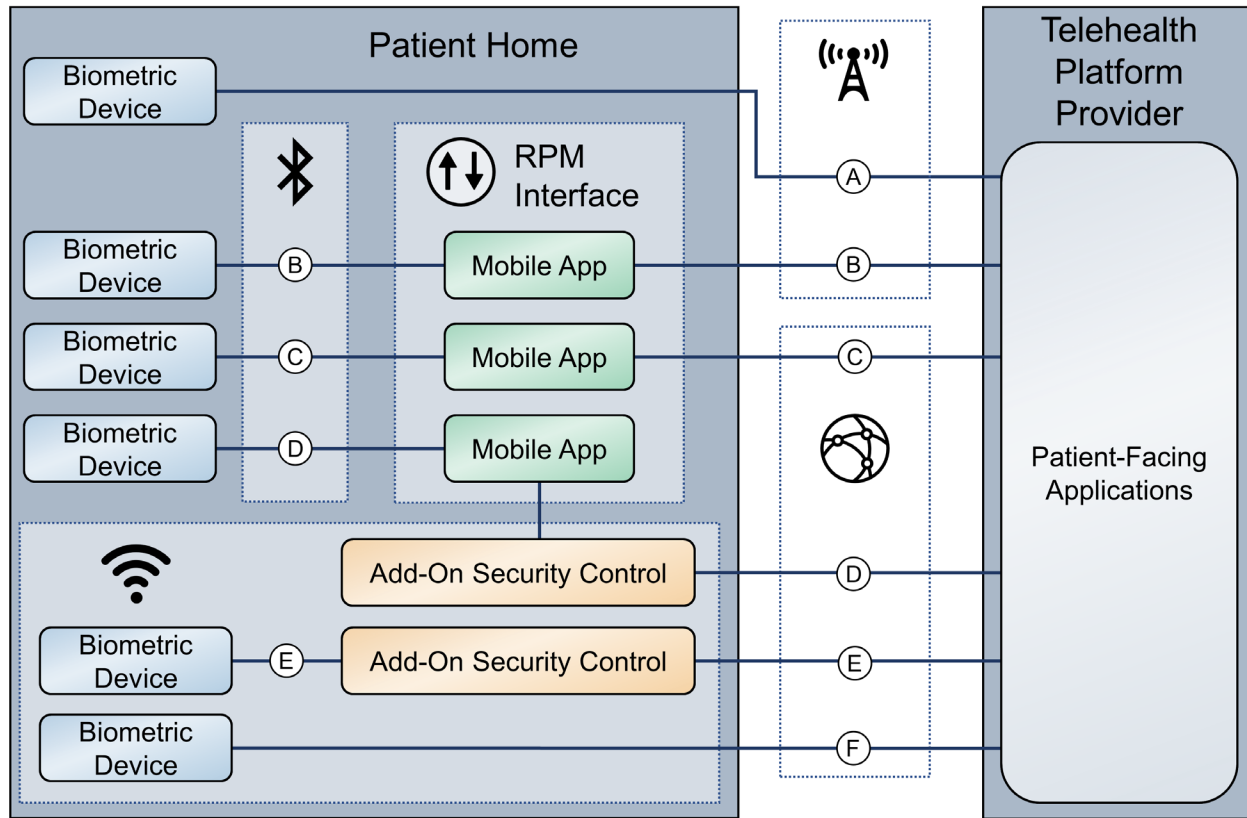 Patient Home
Telehealth
Platform
Provider
Biometric
Device
A
RPM
Interface
Biometric
Device
B
Mobile App
B
Biometric
Device
C
Mobile App
C
Biometric
Device
D
Mobile App
Patient-Facing
Applications
Add-On Security Control
D
Biometric
Device
E
Add-On Security Control
E
Biometric
Device
F